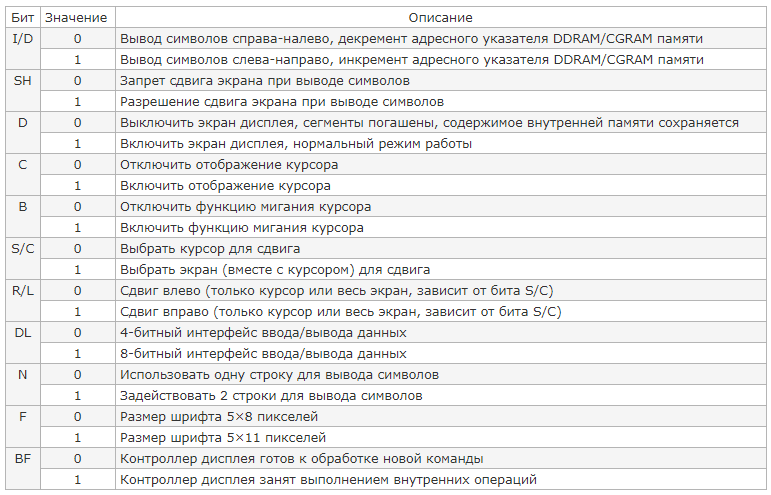 Бит Значение Описание
I/D 0 Вывод символов справа-налево, декремент адресного указателя DDRAM/CGRAM памяти
1 Вывод символов слева-направо, инкремент адресного указателя DDRAM/CGRAM памяти
SH 0 Запрет сдвига экрана при выводе символов
1 Разрешение сдвига экрана при выводе символов
D 0 Выключить экран дисплея, сегменты погашены, содержимое внутренней памяти сохраняется
1 Включить экран дисплея, нормальный режим работы
C 0 Отключить отображение курсора
1 Включить отображение курсора
B 0 Отключить функцию мигания курсора
1 Включить функцию мигания курсора
S/C 0 Выбрать курсор для сдвига
1 Выбрать экран (вместе с курсором) для сдвига
R/L 0 Сдвиг влево (только курсор или весь экран, зависит от бита S/C)
1 Сдвиг вправо (только курсор или весь экран, зависит от бита S/C)
DL 0 4-битный интерфейс ввода/вывода данных
1 8-битный интерфейс ввода/вывода данных
N 0 Использовать одну строку для вывода символов
1 Задействовать 2 строки для вывода символов
F 0 Размер шрифта 5×8 пикселей
1 Размер шрифта 5×11 пикселей
BF 0 Контроллер дисплея готов к обработке новой команды
1 Контроллер дисплея занят выполнением внутренних операций